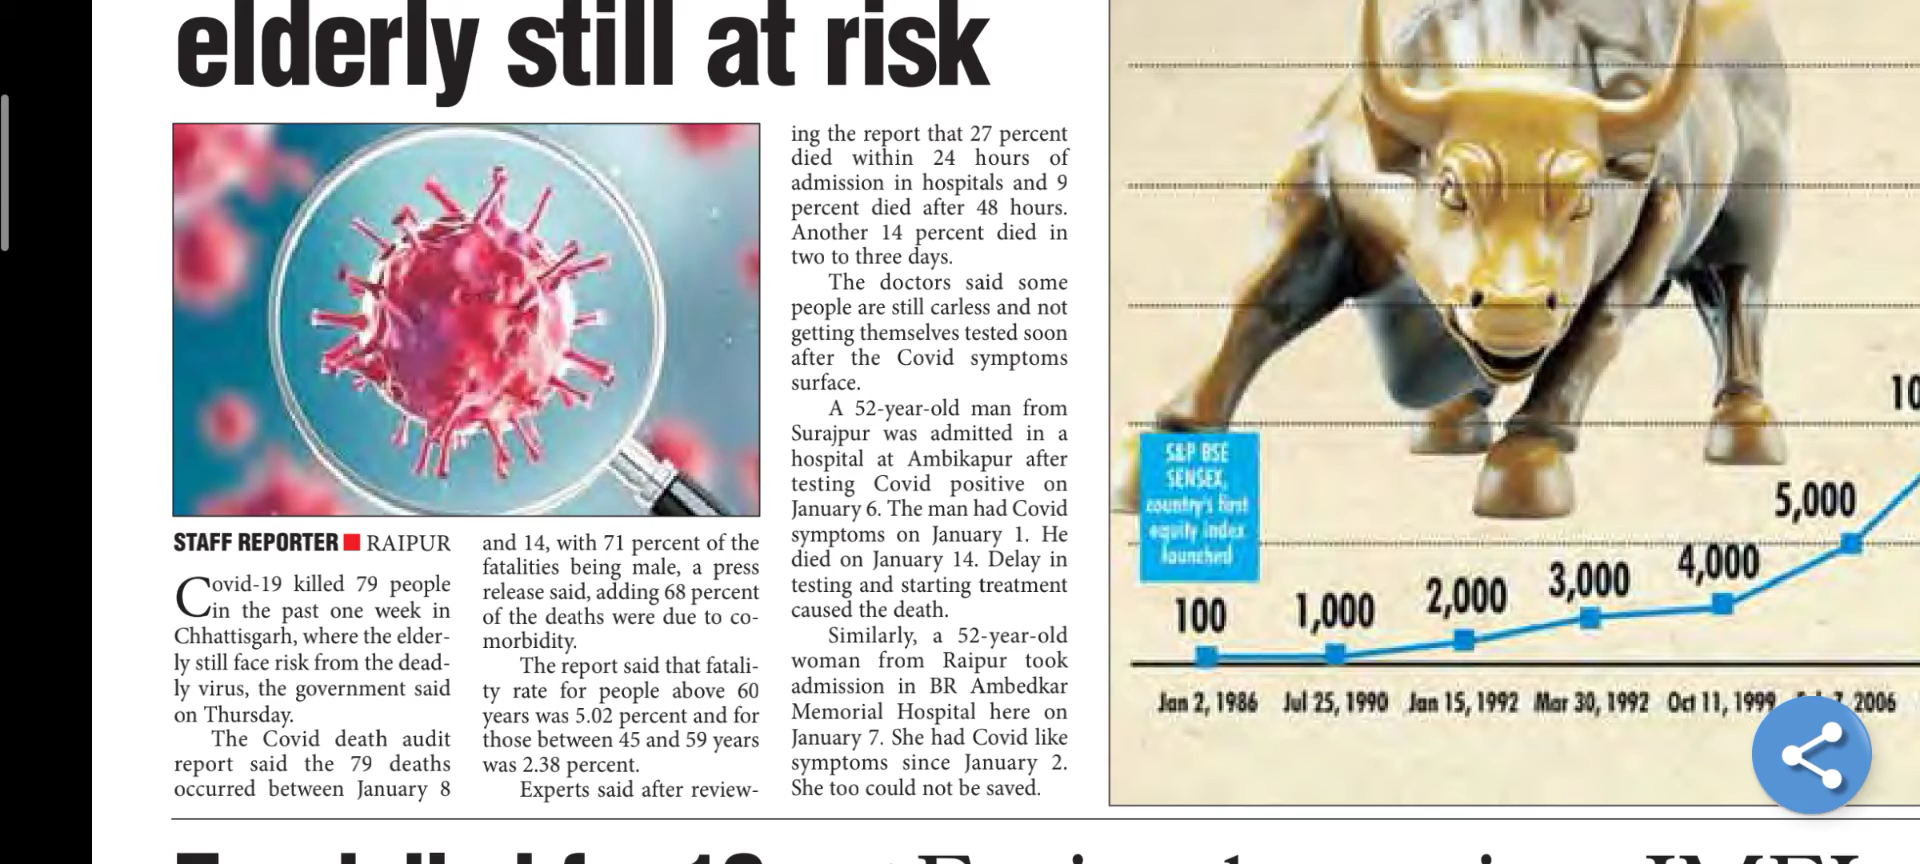 elderly still at risk
STAFF REPORTER ■ RAIPUR
Covid-19 killed 79 people
in the past one week in
Chhattisgarh, where the elder-
ly still face risk from the dead-
ly virus, the government said
on Thursday.
The Covid death audit
report said the 79 deaths
occurred between January 8
and 14, with 71 percent of the
fatalities being male, a press
release said, adding 68 percent
of the deaths were due to co-
morbidity.
The report said that fatali-
ty rate for people above 60
years was 5.02 percent and for
those between 45 and 59 years
was 2.38 percent.
Experts said after review-
ing the report that 27 percent
died within 24 hours of
admission in hospitals and 9
percent died after 48 hours.
Another 14 percent died in
two to three days.
The doctors said some
people are still carless and not
getting themselves tested soon
after the Covid symptoms
surface.
A 52-year-old man from
Surajpur was admitted in a
hospital at Ambikapur after
testing Covid positive on
January 6. The man had Covid
symptoms on January 1. He
died on January 14. Delay in
testing and starting treatment
caused the death.
Similarly, a 52-year-old
woman from Raipur took
admission in BR Ambedkar
Memorial Hospital here on
January 7. She had Covid like
symptoms since January 2.
She too could not be saved.
S&P BSE
SENSEX,
country's first
equity index
launched
100 1,000 2,000 3,000 4,000 5,000 10
Jan 2, 1986 Jul 25, 1990 Jan 15, 1992 Mar 30, 1992 Oct 11, 1999 7, 2006